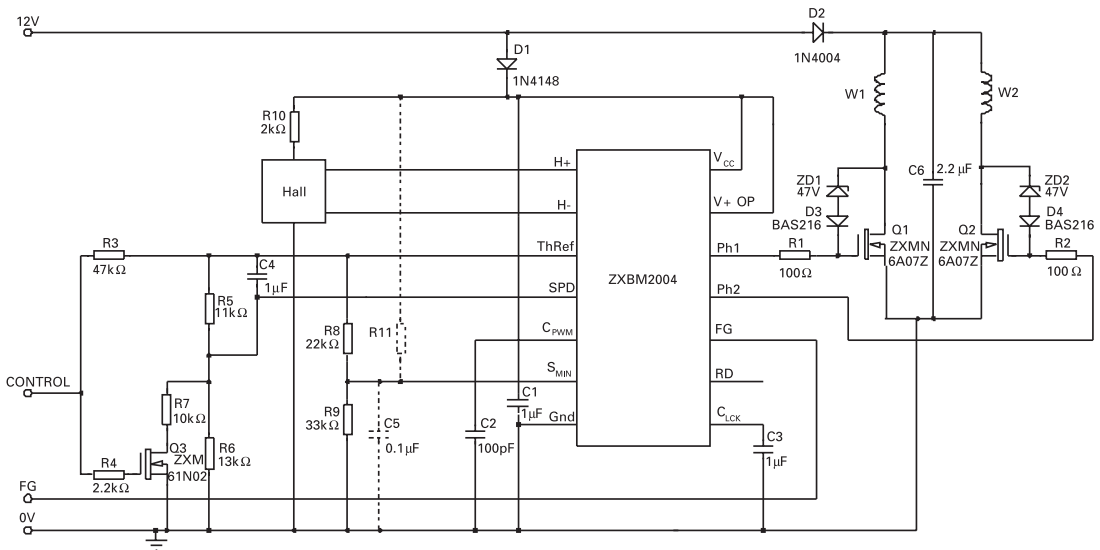 12V
D2
1N4004
D1
1N4148
W1
W2
R10
2kΩ
Hall
H+
H-
ThRef
SPD
CPWM
SMIN
Gnd
ZXBM2004
VCC
V+ OP
Ph1
Ph2
FG
RD
CLCK
C6
2.2 μF
ZD1
47V
D3
BAS216
Q1
ZXMN
6A07Z
Q2
ZXMN
6A07Z
ZD2
47V
D4
BAS216
R1
100Ω
R2
100Ω
R3
47kΩ
C4
1μF
R5
11kΩ
R8
22kΩ
R11
CONTROL
R7
10kΩ
R9
33kΩ
C5
0.1μF
C2
100pF
C1
1μF
C3
1μF
Q3
ZXM
61N02
R6
13kΩ
R4
2.2kΩ
FG
0V